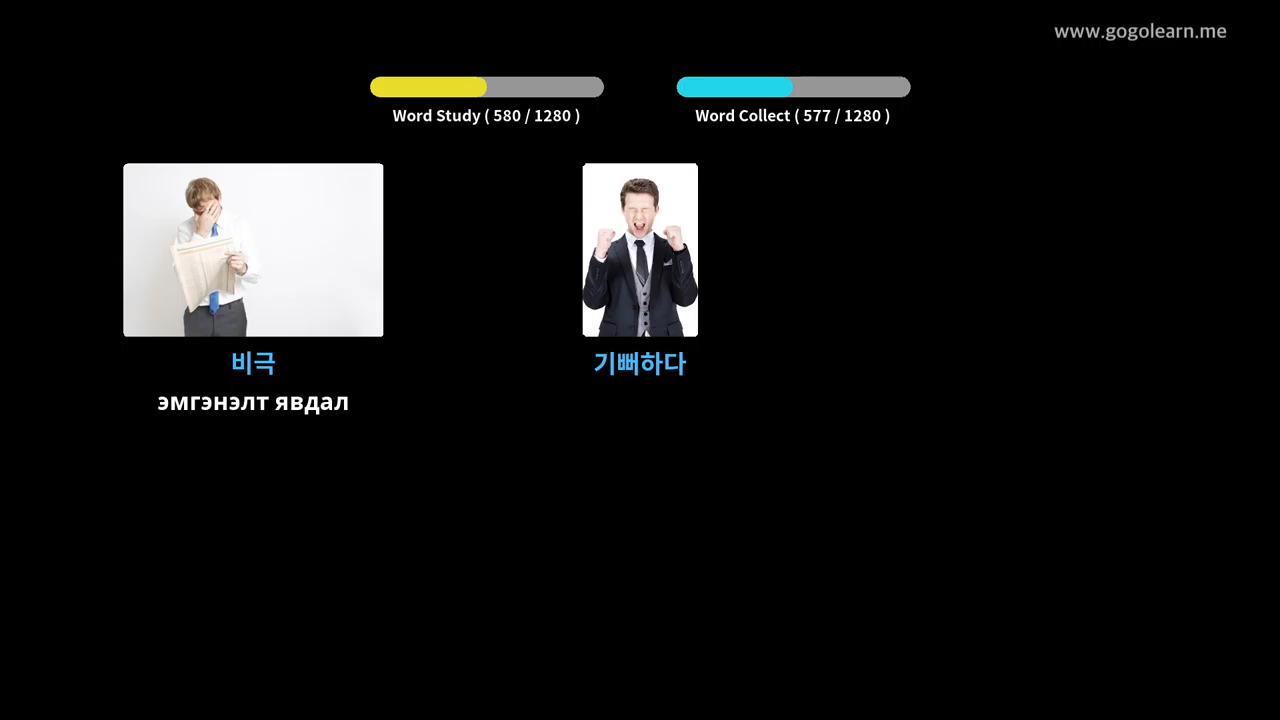 www.gogolearn.me
Word Study ( 580 / 1280 )
Word Collect ( 577 / 1280 )
비극
기뻐하다
эмгэнэлт явдал